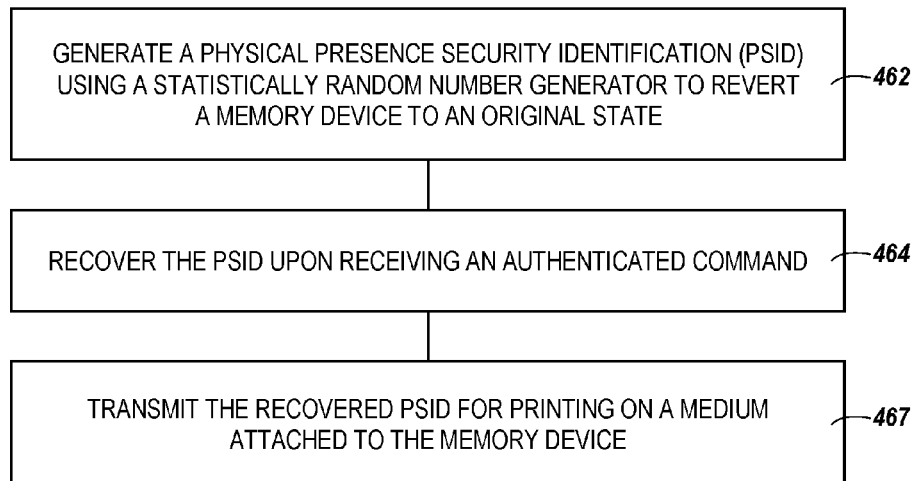 GENERATE A PHYSICAL PRESENCE SECURITY IDENTIFICATION (PSID)
USING A STATISTICALLY RANDOM NUMBER GENERATOR TO REVERT
A MEMORY DEVICE TO AN ORIGINAL STATE
462
RECOVER THE PSID UPON RECEIVING AN AUTHENTICATED COMMAND
464
TRANSMIT THE RECOVERED PSID FOR PRINTING ON A MEDIUM
ATTACHED TO THE MEMORY DEVICE
467